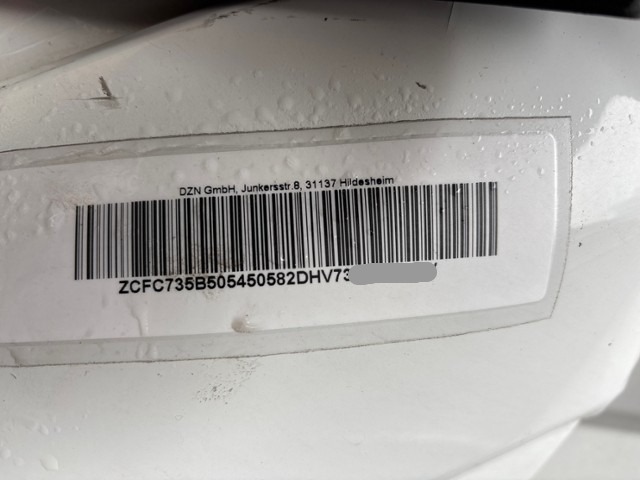 DZN GmbH, Junkersstr.8, 31137 Hildesheim
ZCFC735B505450582DHV73